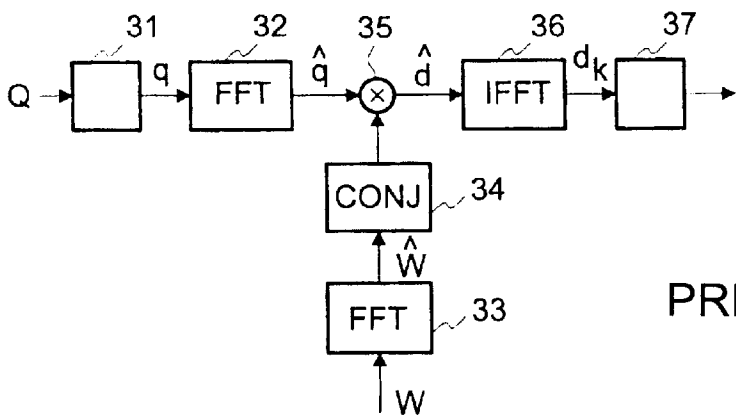 31 32 35 36 37
Q q FFT q̂ × d̂ IFFT dk
CONJ 34
Ŵ
FFT 33
W
PRI